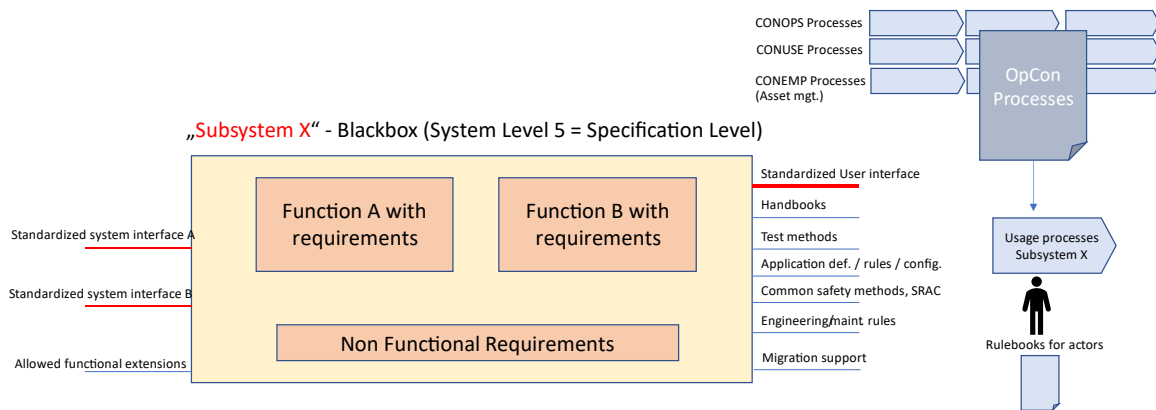 CONOPS Processes
CONUSE Processes
CONEMP Processes
(Asset mgt.)
OpCon
Processes
„Subsystem X“ - Blackbox (System Level 5 = Specification Level)
Function A with
requirements
Function B with
requirements
Non Functional Requirements
Standardized system interface A
Standardized system interface B
Allowed functional extensions
Standardized User interface
Handbooks
Test methods
Application def. / rules / config.
Common safety methods, SRAC
Engineering/maint. rules
Migration support
Usage processes
Subsystem X
Rulebooks for actors